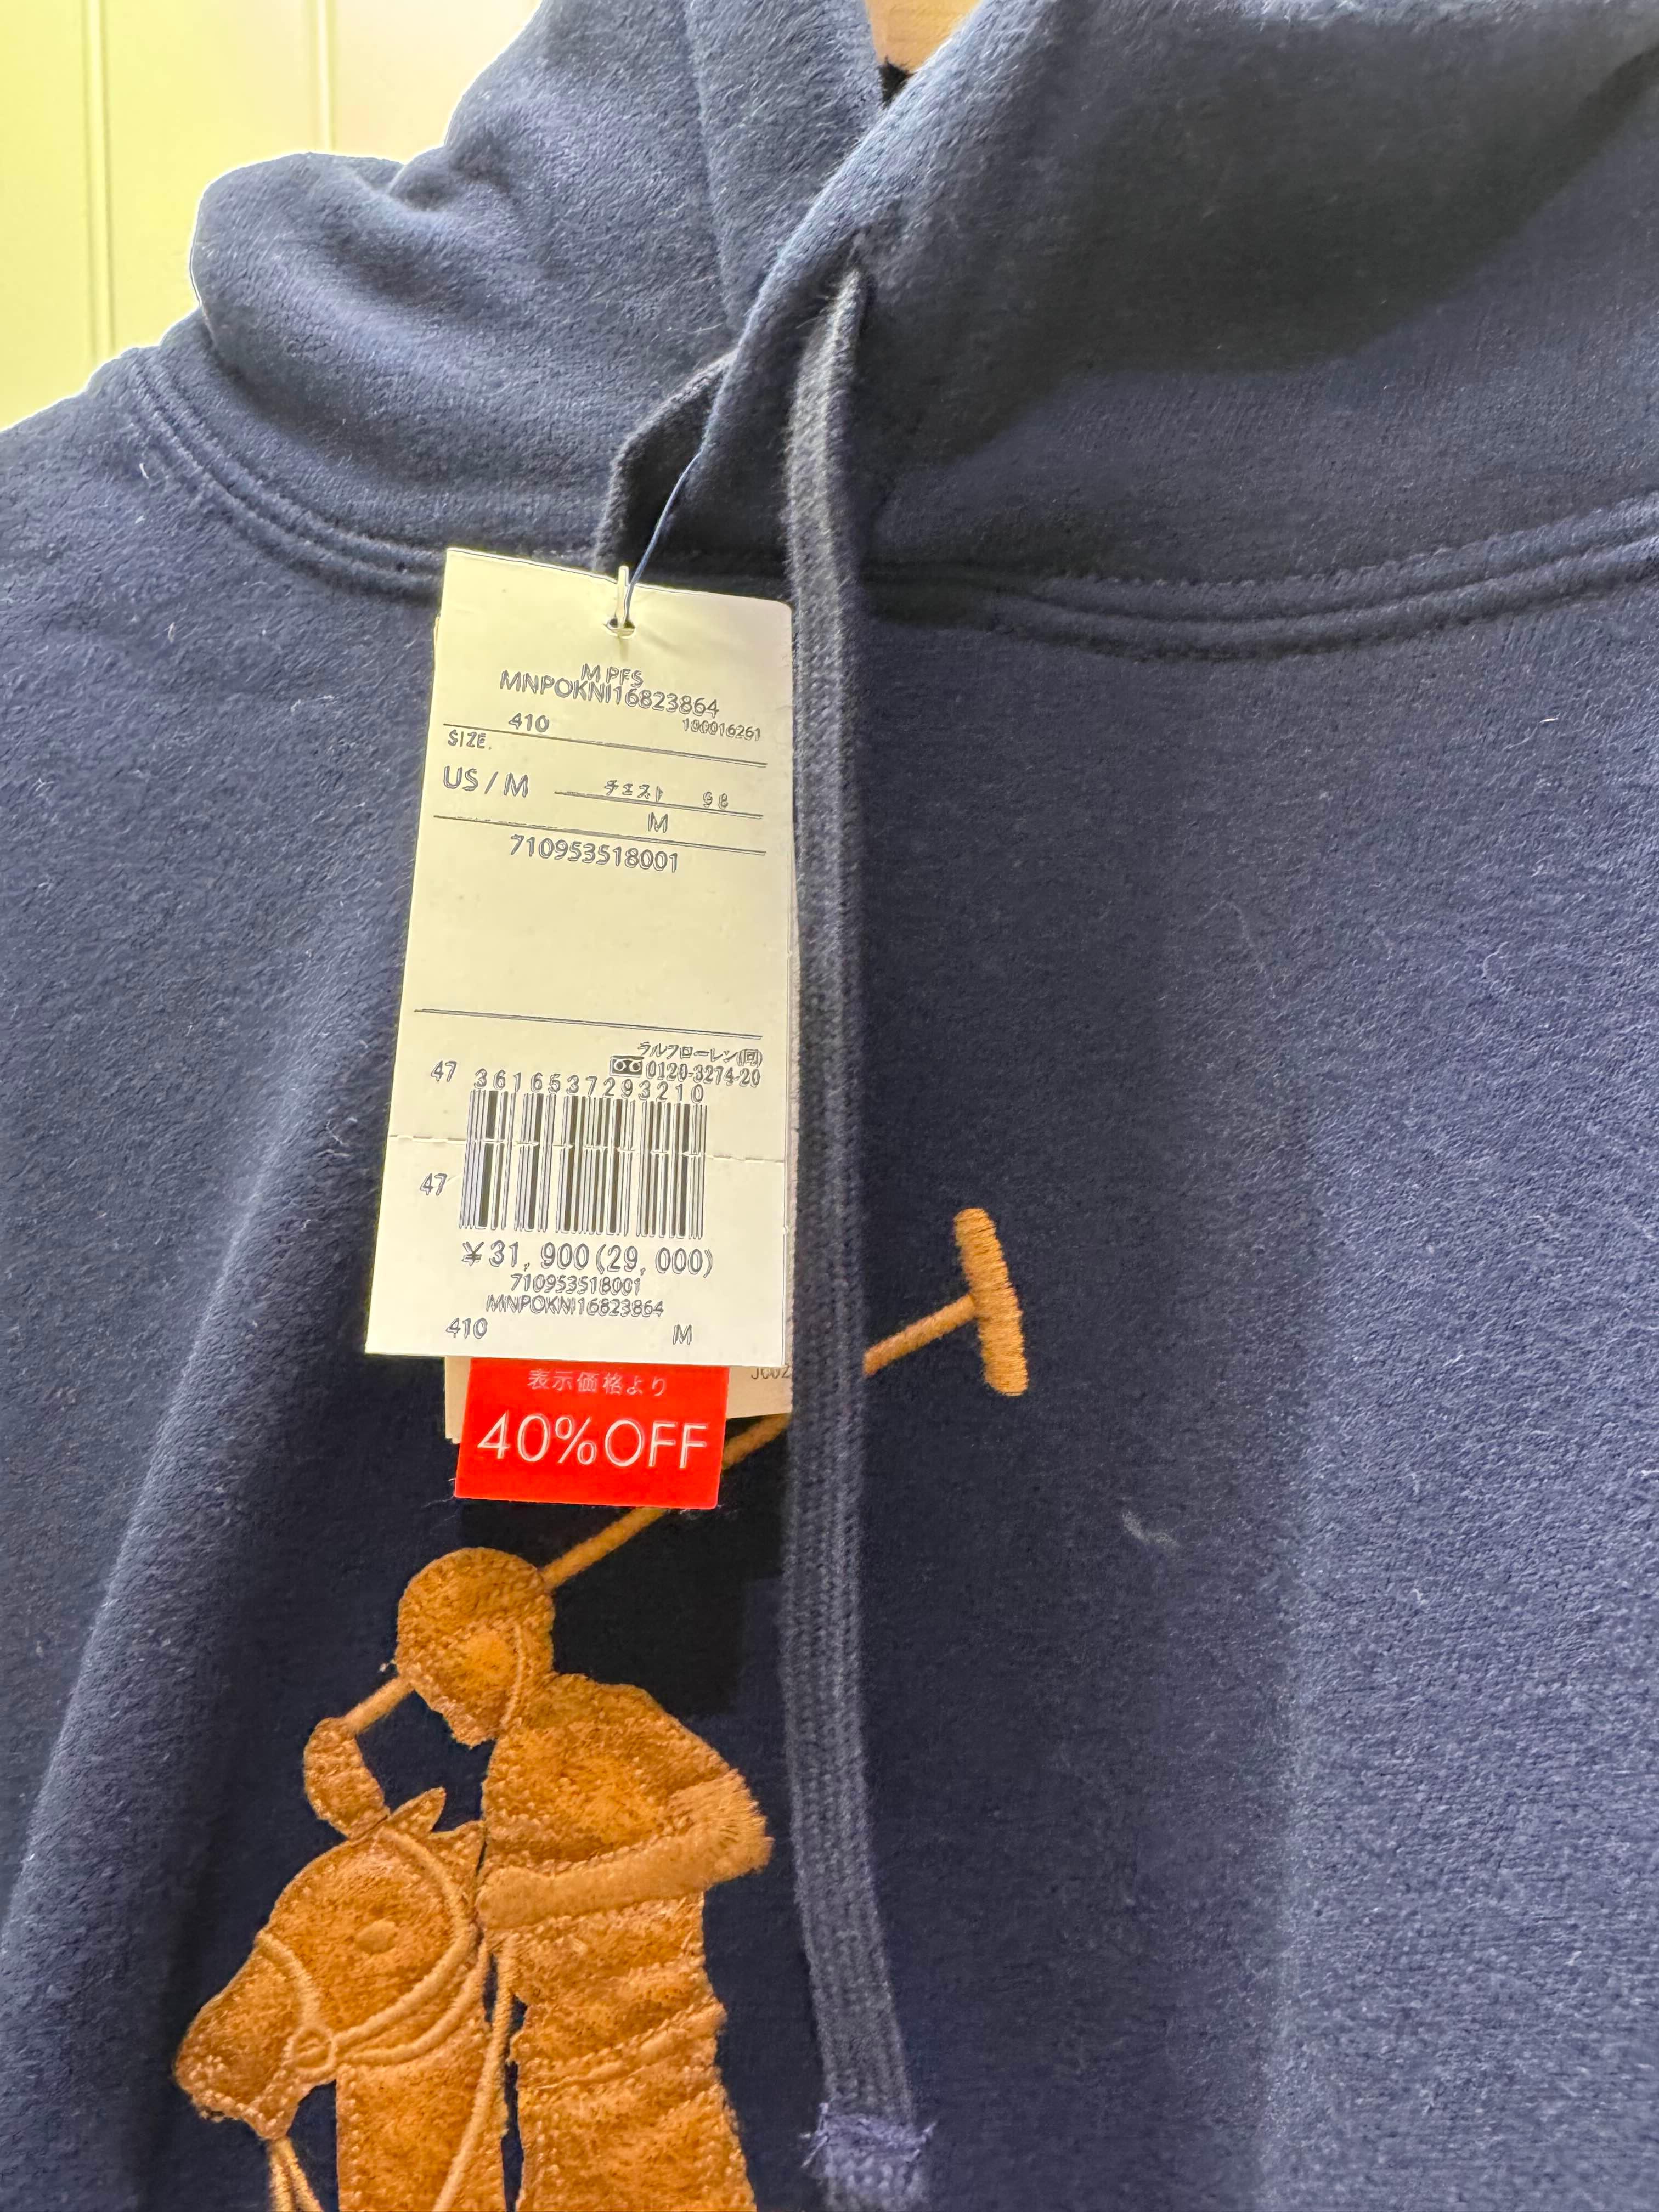 M PFS
MNPOKNI16823864
410 100016261
SIZE.
US / M チェスト 98
M
710953518001
ラルフローレン(同)
0120-3274-20
47 3616537293210
47
¥31,900(29,000)
710953518001
MNPOKNI16823864
410 M
表示価格より
40%OFF